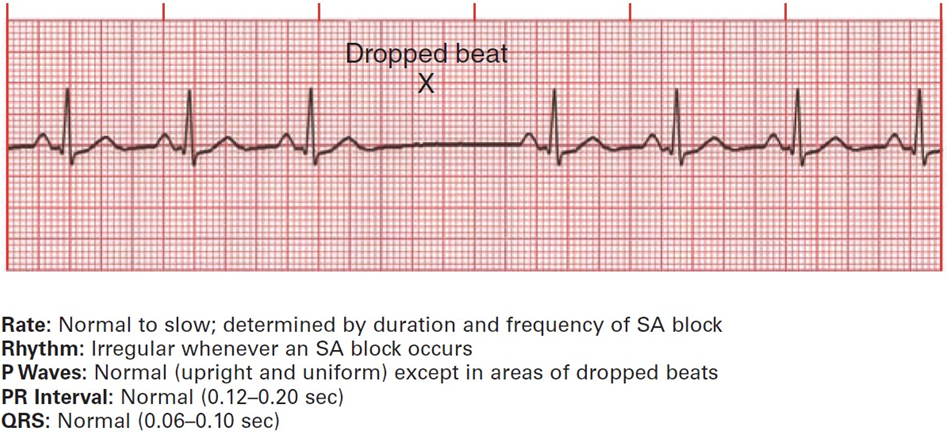 Dropped beat
X
Rate: Normal to slow; determined by duration and frequency of SA block
Rhythm: Irregular whenever an SA block occurs
P Waves: Normal (upright and uniform) except in areas of dropped beats
PR Interval: Normal (0.12–0.20 sec)
QRS: Normal (0.06–0.10 sec)